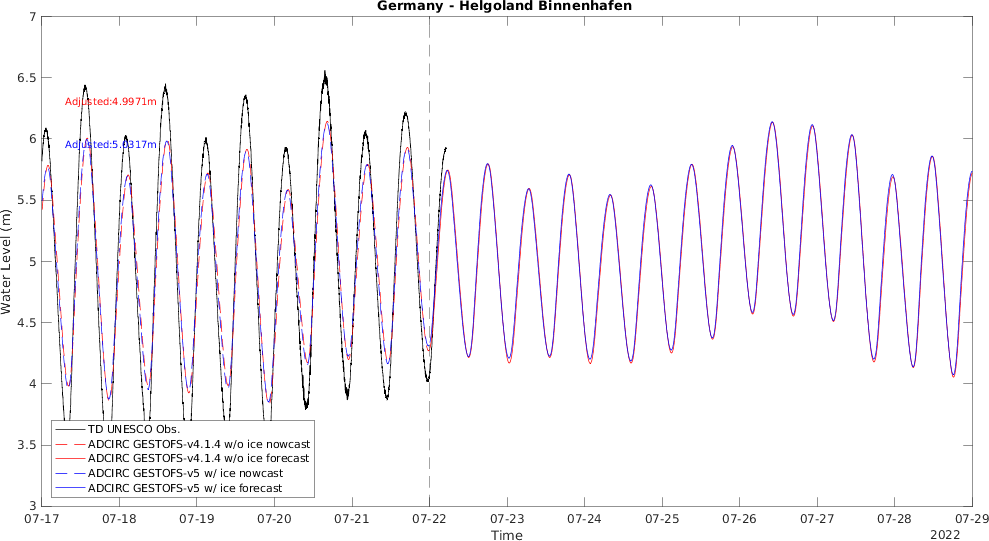 Germany - Helgoland Binnenhafen
7
6.5
6
5.5
5
4.5
4
3.5
3
Water Level (m)
Adjusted:4.9971m
Adjusted:5.0317m
TD UNESCO Obs.
ADCIRC GESTOFS-v4.1.4 w/o ice nowcast
ADCIRC GESTOFS-v4.1.4 w/o ice forecast
ADCIRC GESTOFS-v5 w/ ice nowcast
ADCIRC GESTOFS-v5 w/ ice forecast
07-17 07-18 07-19 07-20 07-21 07-22 07-23 07-24 07-25 07-26 07-27 07-28 07-29
Time
2022